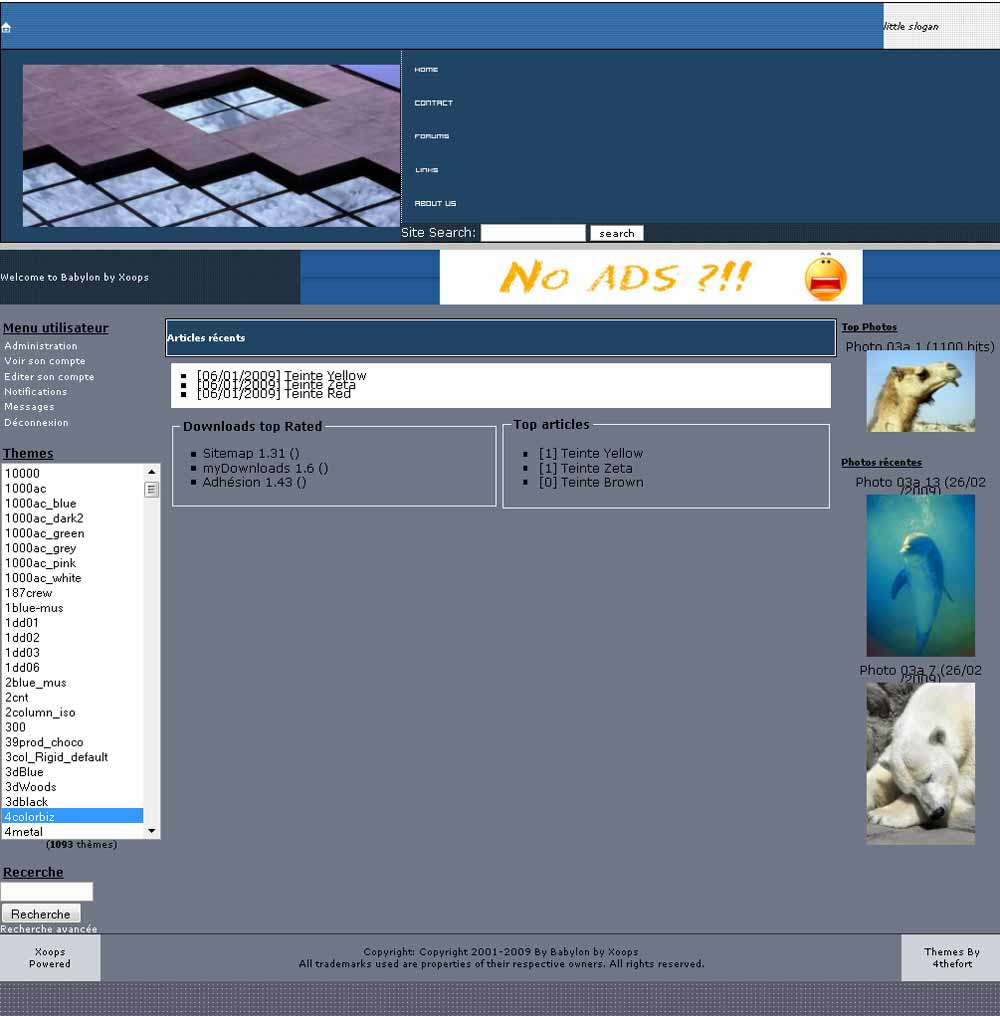 little slogan
HOME
CONTACT
FORUMS
LINKS
ABOUT US
Site Search:
search
Welcome to Babylon by Xoops
No ADS ?!!
Menu utilisateur
Administration
Voir son compte
Editer son compte
Notifications
Messages
Déconnexion
Themes
10000
1000ac
1000ac_blue
1000ac_dark2
1000ac_green
1000ac_grey
1000ac_pink
1000ac_white
187crew
1blue-mus
1dd01
1dd02
1dd03
1dd06
2blue_mus
2cnt
2column_iso
300
39prod_choco
3col_Rigid_default
3dBlue
3dWoods
3dblack
4colorbiz
4metal
(1093 thèmes)
Recerche
Recherche
Recherche avancée
Articles récents
[06/01/2009] Teinte Yellow
[06/01/2009] Teinte Zeta
[06/01/2009] Teinte Red
Downloads top Rated
Sitemap 1.31 ()
myDownloads 1.6 ()
Adhésion 1.43 ()
Top articles
[1] Teinte Yellow
[1] Teinte Zeta
[0] Teinte Brown
Top Photos
Photo 03a 1 (1100 hits)
Photos récentes
Photo 03a 13 (26/02
/2009)
Photo 03a 7 (26/02
/2009)
Xoops
Powered
Copyright: Copyright 2001-2009 By Babylon by Xoops
All trademarks used are properties of their respective owners. All rights reserved.
Themes By
4thefort